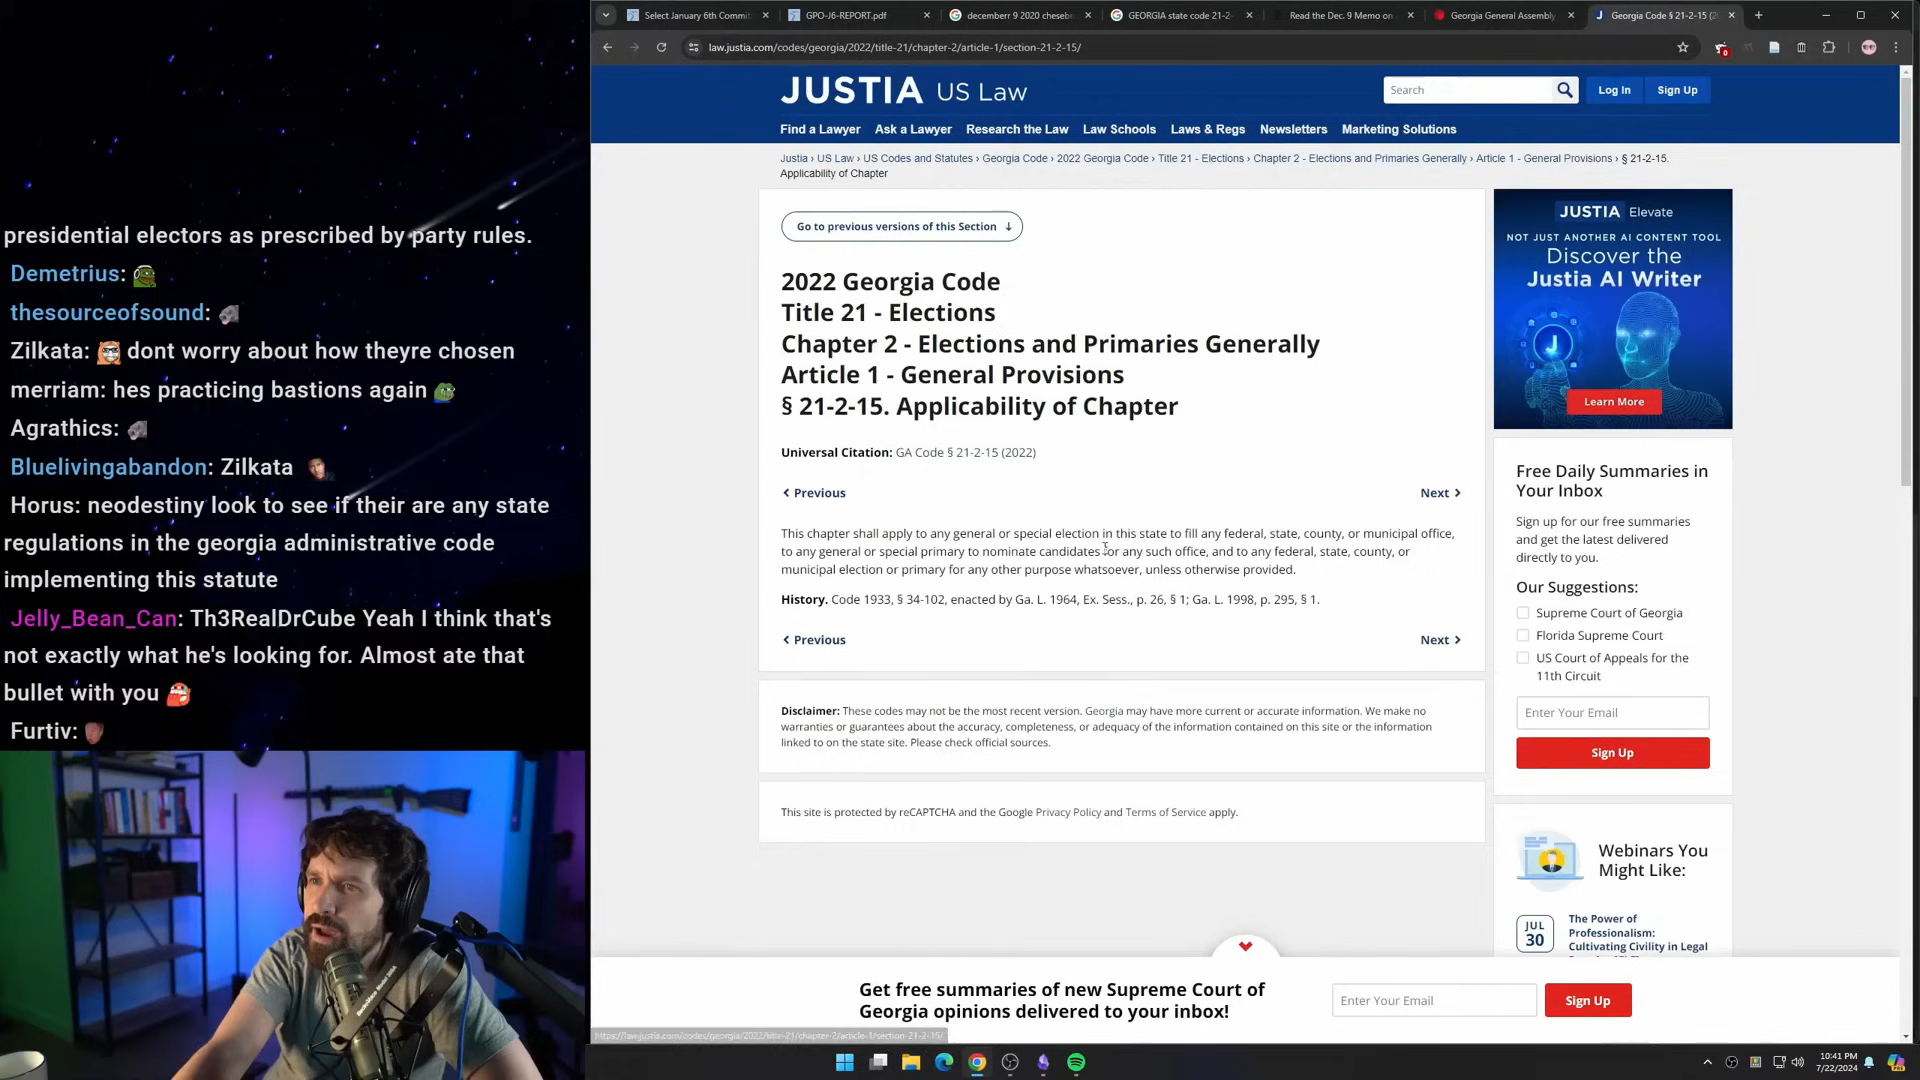 Select January 6th Commit
GPO-J6-REPORT.pdf
decemberr 9 2020 cheseb
GEORGIA state code 21-2-
Read the Dec. 9 Memo on
Georgia General Assembly
Georgia Code § 21-2-15 (2
law.justia.com/codes/georgia/2022/title-21/chapter-2/article-1/section-21-2-15/
JUSTIA US Law
Search
Log In
Sign Up
Find a Lawyer
Ask a Lawyer
Research the Law
Law Schools
Laws & Regs
Newsletters
Marketing Solutions
Justia › US Law › US Codes and Statutes › Georgia Code › 2022 Georgia Code › Title 21 - Elections › Chapter 2 - Elections and Primaries Generally › Article 1 - General Provisions › § 21-2-15.
Applicability of Chapter
Go to previous versions of this Section ↓
2022 Georgia Code
Title 21 - Elections
Chapter 2 - Elections and Primaries Generally
Article 1 - General Provisions
§ 21-2-15. Applicability of Chapter
Universal Citation: GA Code § 21-2-15 (2022)
Previous
Next
This chapter shall apply to any general or special election in this state to fill any federal, state, county, or municipal office,
to any general or special primary to nominate candidates for any such office, and to any federal, state, county, or
municipal election or primary for any other purpose whatsoever, unless otherwise provided.
History. Code 1933, § 34-102, enacted by Ga. L. 1964, Ex. Sess., p. 26, § 1; Ga. L. 1998, p. 295, § 1.
Previous
Next
Disclaimer: These codes may not be the most recent version. Georgia may have more current or accurate information. We make no
warranties or guarantees about the accuracy, completeness, or adequacy of the information contained on this site or the information
linked to on the state site. Please check official sources.
This site is protected by reCAPTCHA and the Google Privacy Policy and Terms of Service apply.
JUSTIA Elevate
NOT JUST ANOTHER AI CONTENT TOOL
Discover the
Justia AI Writer
J
Learn More
Free Daily Summaries in
Your Inbox
Sign up for our free summaries
and get the latest delivered
directly to you.
Our Suggestions:
Supreme Court of Georgia
Florida Supreme Court
US Court of Appeals for the
11th Circuit
Enter Your Email
Sign Up
Webinars You
Might Like:
JUL
30
The Power of
Professionalism:
Cultivating Civility in Legal
Get free summaries of new Supreme Court of
Georgia opinions delivered to your inbox!
Enter Your Email
Sign Up
https://law.justia.com/codes/georgia/2022/title-21/chapter-2/article-1/section-21-2-15/
10:41 PM
7/22/2024
presidential electors as prescribed by party rules.
Demetrius:
thesourceofsound:
Zilkata: dont worry about how theyre chosen
merriam: hes practicing bastions again
Agrathics:
Bluelivingabandon: Zilkata
Horus: neodestiny look to see if their are any state
regulations in the georgia administrative code
implementing this statute
Jelly_Bean_Can: Th3RealDrCube Yeah I think that's
not exactly what he's looking for. Almost ate that
bullet with you
Furtiv: